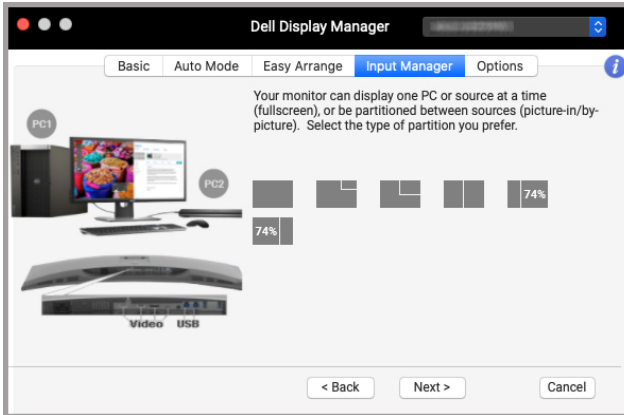 Dell Display Manager
Basic Auto Mode Easy Arrange Input Manager Options
i
Your monitor can display one PC or source at a time
(fullscreen), or be partitioned between sources (picture-in/by-
picture). Select the type of partition you prefer.
PC1
PC2
74%
74%
Video USB
< Back Next > Cancel